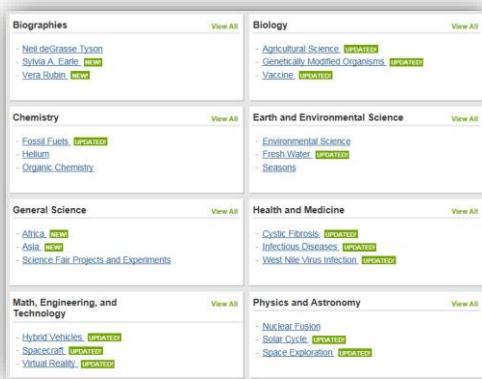 Biographies View All
- Neil deGrasse Tyson
- Sylvia A. Earle NEW!
- Vera Rubin NEW!
Biology View All
- Agricultural Science UPDATED!
- Genetically Modified Organisms UPDATED!
- Vaccine UPDATED!
Chemistry View All
- Fossil Fuels UPDATED!
- Helium
- Organic Chemistry
Earth and Environmental Science View All
- Environmental Science
- Fresh Water UPDATED!
- Seasons
General Science View All
- Africa NEW!
- Asia NEW!
- Science Fair Projects and Experiments
Health and Medicine View All
- Cystic Fibrosis UPDATED!
- Infectious Diseases UPDATED!
- West Nile Virus Infection UPDATED!
Math, Engineering, and View All
Technology
- Hybrid Vehicles UPDATED!
- Spacecraft UPDATED!
- Virtual Reality UPDATED!
Physics and Astronomy View All
- Nuclear Fusion
- Solar Cycle UPDATED!
- Space Exploration UPDATED!